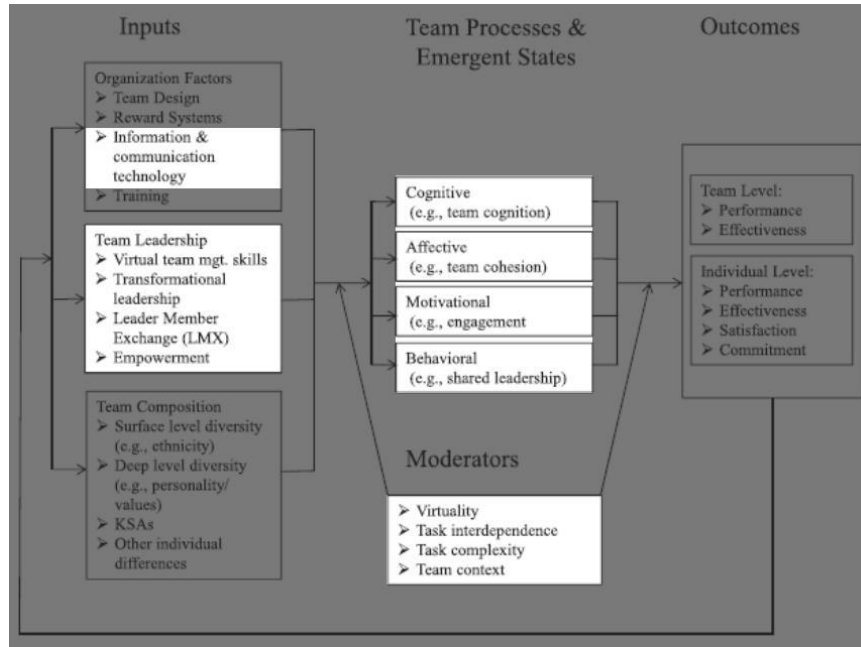 Inputs
Team Processes &
Emergent States
Outcomes
Organization Factors
➢ Team Design
➢ Reward Systems
➢ Information &
communication
technology
➢ Training
Team Leadership
➢ Virtual team mgt. skills
➢ Transformational
leadership
➢ Leader Member
Exchange (LMX)
➢ Empowerment
Team Composition
➢ Surface level diversity
(e.g., ethnicity)
➢ Deep level diversity
(e.g., personality/
values)
➢ KSAs
➢ Other individual
differences
Cognitive
(e.g., team cognition)
Affective
(e.g., team cohesion)
Motivational
(e.g., engagement
Behavioral
(e.g., shared leadership)
Moderators
➢ Virtuality
➢ Task interdependence
➢ Task complexity
➢ Team context
Team Level:
➢ Performance
➢ Effectiveness
Individual Level:
➢ Performance
➢ Effectiveness
➢ Satisfaction
➢ Commitment